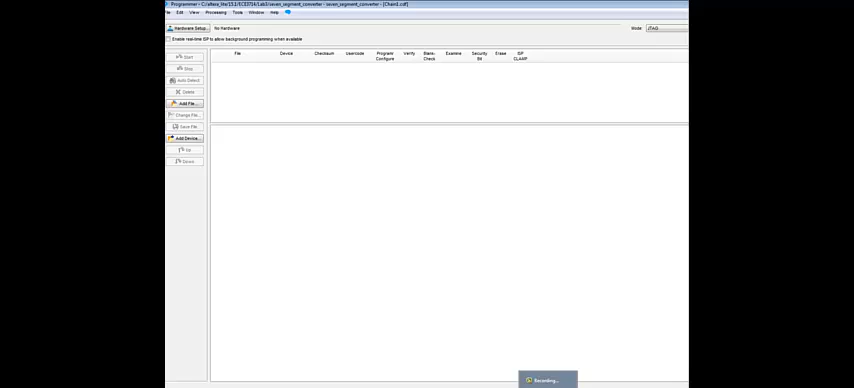 Programmer - C:/altera_lite/15.1/ECE3714/Lab3/seven_segment_converter - seven_segment_converter - [Chain1.cdf]
Edit View Processing Tools Window Help
Hardware Setup... No Hardware Mode: JTAG
Enable real-time ISP to allow background programming when available
File Device Checksum Usercode Program/ Configure Verify Blank- Check Examine Security Bit Erase ISP CLAMP
Start
Stop
Auto Detect
Delete
Add File...
Change File...
Save File
Add Device...
Up
Down
Recording...